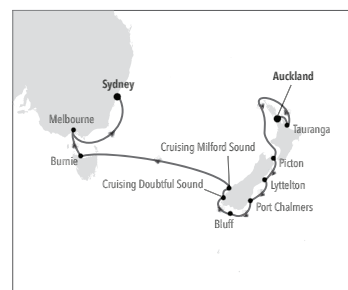 Sydney
Auckland
Melbourne
Tauranga
Cruising Milford Sound
Burnie
Picton
Cruising Doubtful Sound
Lyttelton
Port Chalmers
Bluff